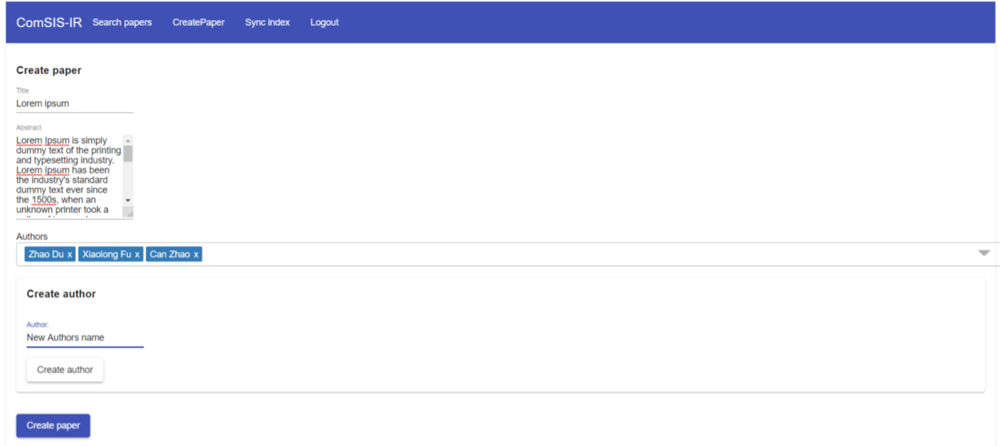 ComSIS-IR Search papers CreatePaper Sync index Logout
Create paper
Title
Lorem ipsum
Abstract
Lorem Ipsum is simply
dummy text of the printing
and typesetting industry.
Lorem Ipsum has been
the industry's standard
dummy text ever since
the 1500s, when an
unknown printer took a
Authors
Zhao Du x Xiaolong Fu x Can Zhao x
Create author
Author:
New Authors name
Create author
Create paper